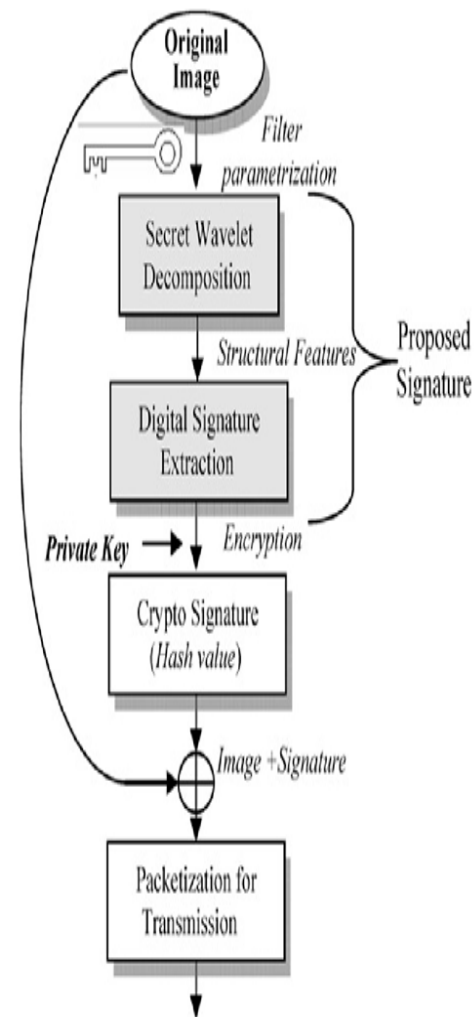 Original
Image
Filter
parametrization
Secret Wavelet
Decomposition
Structural Features
Proposed
Signature
Digital Signature
Extraction
Private Key
Encryption
Crypto Signature
(Hash value)
Image +Signature
Packetization for
Transmission